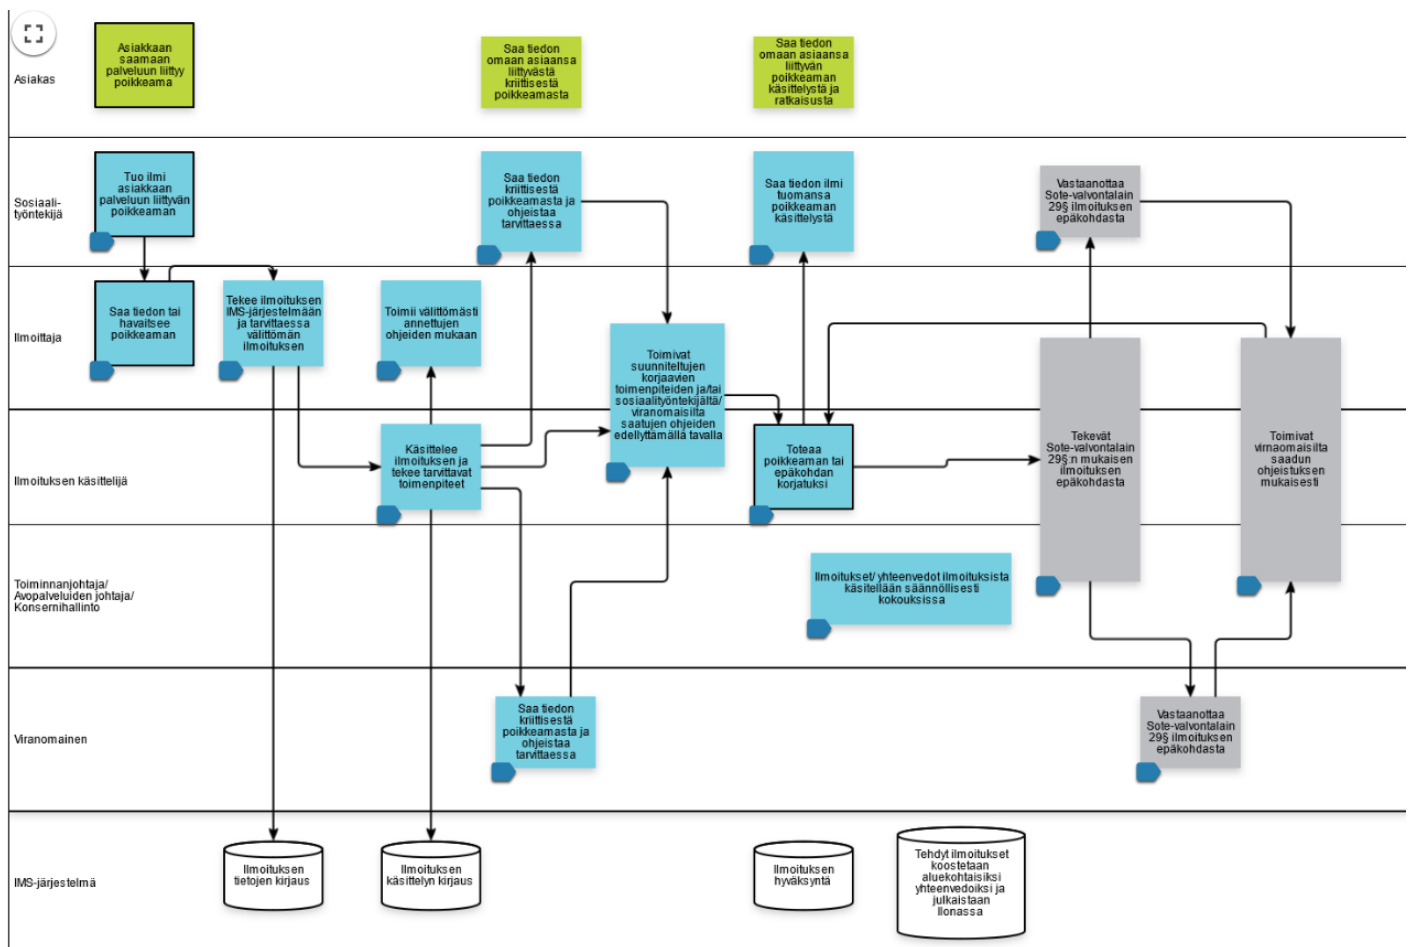 Asiakas
Asiakkaan
saamaan
palveluun liittyy
poikkeama
Saa tiedon
omaan asiaansa
liittyvästä
kriittisestä
poikkeamasta
Saa tiedon
omaan asiaansa
liittyvän
poikkeaman
käsittelystä ja
ratkaisusta
Sosiaali-
työntekijä
Tuo ilmi
asiakkaan
palveluun liittyvän
poikkeaman
Saa tiedon
kriittisestä
poikkeamasta ja
ohjeistaa
tarvittaessa
Saa tiedon ilmi
tuomansa
poikkeaman
käsittelystä
Vastaanottaa
Sote-valvontalain
29§ ilmoituksen
epäkohdasta
Ilmoittaja
Saa tiedon tai
havaitsee
poikkeaman
Tekee ilmoituksen
IMS-järjestelmään
ja tarvittaessa
välittömän
ilmoituksen
Toimii välittömästi
annettujen
ohjeiden mukaan
Toimivat
suunniteltujen
korjaavien
toimenpiteiden ja/tai
sosiaalityöntekijältä/
viranomaisilta
saatujen ohjeiden
edellyttämällä tavalla
Ilmoituksen käsittelijä
Käsittelee
ilmoituksen ja
tekee tarvittavat
toimenpiteet
Toteaa
poikkeaman tai
epäkohdan
korjatuksi
Tekevät
Sote-valvontalain
29§:n mukaisen
ilmoituksen
epäkohdasta
Toimivat
virnaomaisilta
saadun
ohjeistuksen
mukaisesti
Toiminnanjohtaja/
Avopalveluiden johtaja/
Konsernihallinto
Ilmoitukset/ yhteenvedot ilmoituksista
käsitellään säännöllisesti
kokouksissa
Viranomainen
Saa tiedon
kriittisestä
poikkeamasta ja
ohjeistaa
tarvittaessa
Vastaanottaa
Sote-valvontalain
29§ ilmoituksen
epäkohdasta
IMS-järjestelmä
Ilmoituksen
tietojen kirjaus
Ilmoituksen
käsittelyn kirjaus
Ilmoituksen
hyväksyntä
Tehdyt ilmoitukset
koostetaan
aluekohtaisiksi
yhteenvedoiksi ja
julkaistaan
Ilonassa